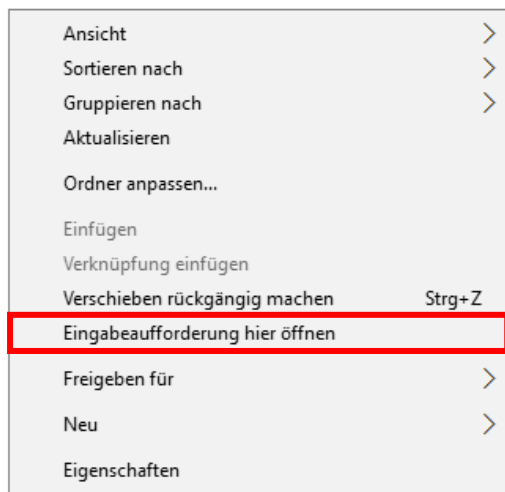 Ansicht
Sortieren nach
Gruppieren nach
Aktualisieren
Ordner anpassen...
Einfügen
Verknüpfung einfügen
Verschieben rückgängig machen Strg+Z
Eingabeaufforderung hier öffnen
Freigeben für
Neu
Eigenschaften